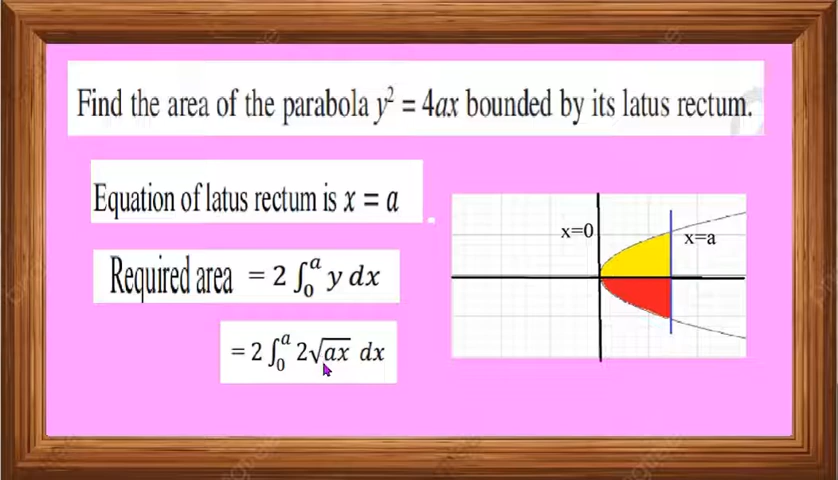 Find the area of the parabola y² = 4ax bounded by its latus rectum.
Equation of latus rectum is x = a
x=0
x=a
Required area = 2 ∫₀ᵃ y dx
= 2 ∫₀ᵃ 2√ax dx